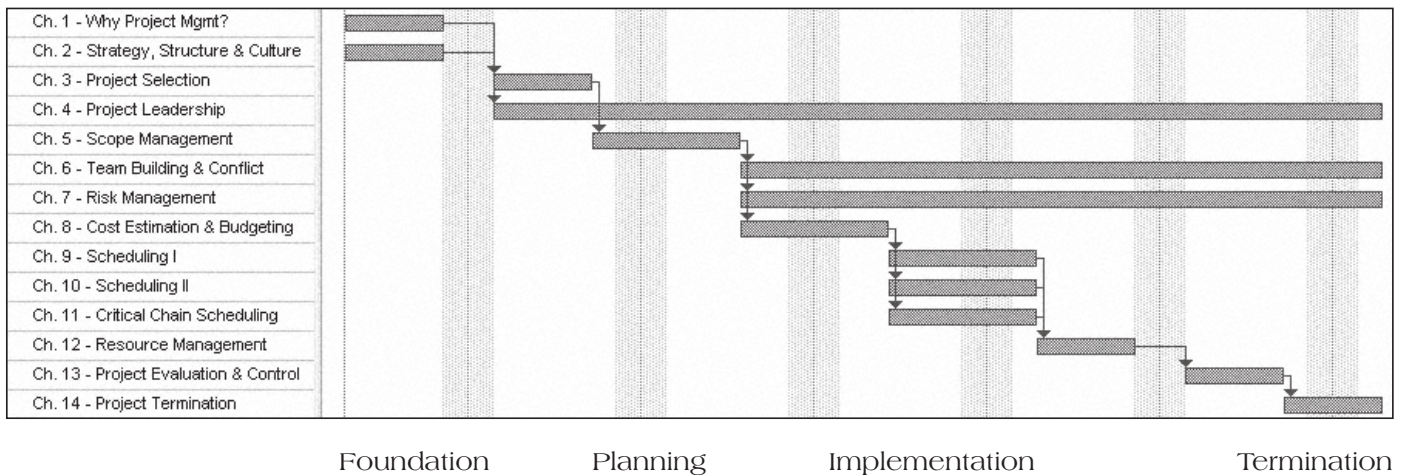 Ch. 1 - Why Project Mgmt?
Ch. 2 - Strategy, Structure & Culture
Ch. 3 - Project Selection
Ch. 4 - Project Leadership
Ch. 5 - Scope Management
Ch. 6 - Team Building & Conflict
Ch. 7 - Risk Management
Ch. 8 - Cost Estimation & Budgeting
Ch. 9 - Scheduling I
Ch. 10 - Scheduling II
Ch. 11 - Critical Chain Scheduling
Ch. 12 - Resource Management
Ch. 13 - Project Evaluation & Control
Ch. 14 - Project Termination
Foundation Planning Implementation Termination